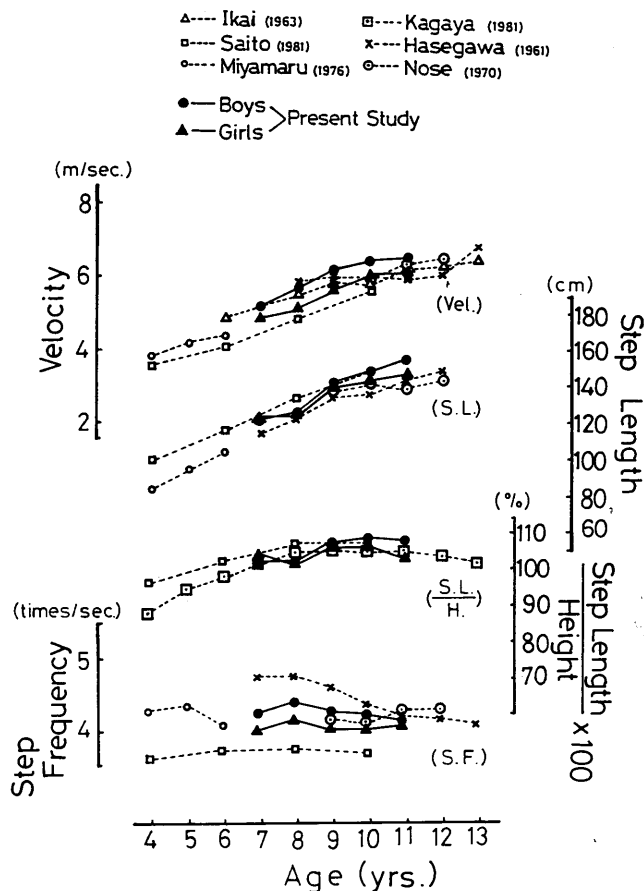 Ikai (1963)
Saito (1981)
Miyamaru (1976)
Kagaya (1981)
Hasegawa (1961)
Nose (1970)
Boys
Girls
Present Study
(m/sec.)
8
6
4
2
Velocity
(Vel.)
(cm)
180
160
140
120
100
80
60
Step Length
(S.L.)
(%)
110
100
90
80
70
Step Length
Height
x100
(S.L.
H.)
(times/sec.)
5
4
Step
Frequency
(S.F.)
4 5 6 7 8 9 10 11 12 13
Age (yrs.)